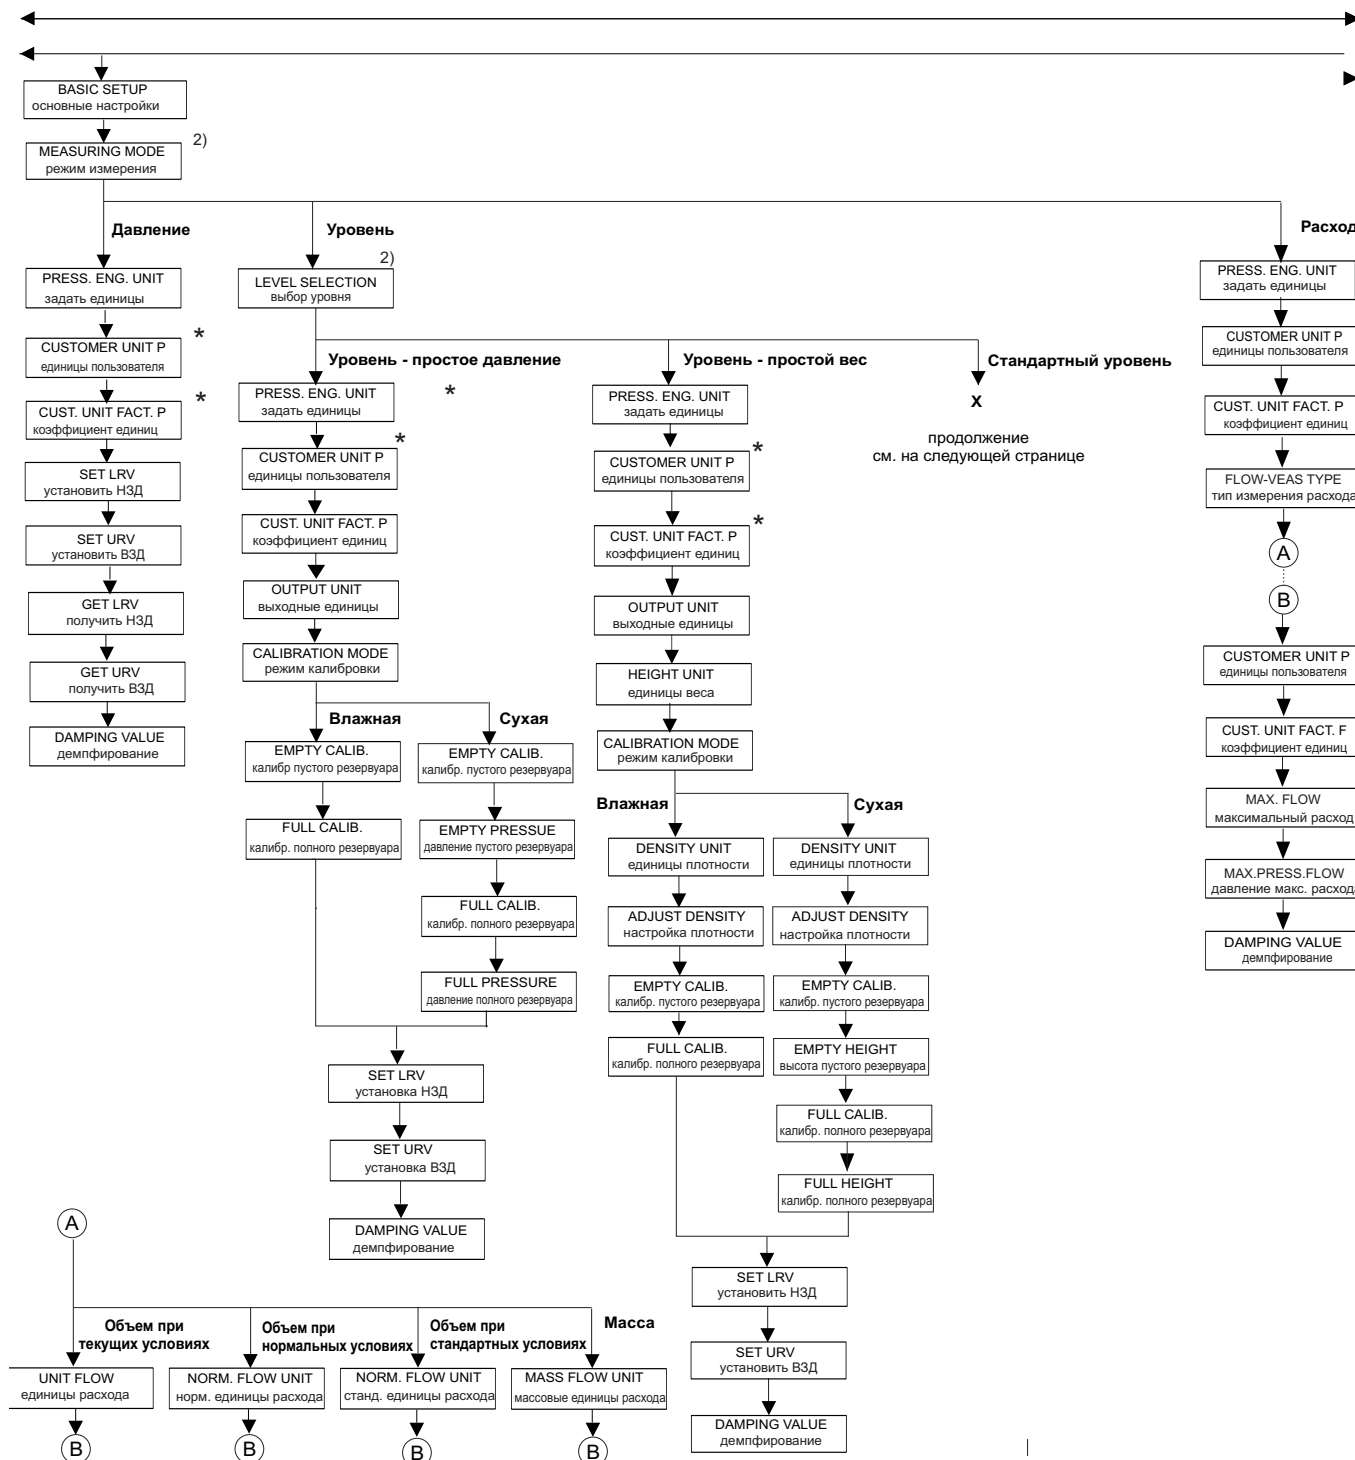 BASIC SETUP
основные настройки
MEASURING MODE
режим измерения
2)
Давление
PRESS. ENG. UNIT
задать единицы
CUSTOMER UNIT P
единицы пользователя
*
CUST. UNIT FACT. P
коэффициент единиц
*
SET LRV
установить НЗД
SET URV
установить ВЗД
GET LRV
получить НЗД
GET URV
получить ВЗД
DAMPING VALUE
демпфирование
Уровень
2)
LEVEL SELECTION
выбор уровня
Уровень - простое давление
PRESS. ENG. UNIT
задать единицы
*
CUSTOMER UNIT P
единицы пользователя
*
CUST. UNIT FACT. P
коэффициент единиц
OUTPUT UNIT
выходные единицы
CALIBRATION MODE
режим калибровки
Влажная
EMPTY CALIB.
калибр пустого резервуара
FULL CALIB.
калибр. полного резервуара
Сухая
EMPTY CALIB.
калибр. пустого резервуара
EMPTY PRESSUE
давление пустого резервуара
FULL CALIB.
калибр. полного резервуара
FULL PRESSURE
давление полного резервуара
SET LRV
установка НЗД
SET URV
установка ВЗД
DAMPING VALUE
демпфирование
Уровень - простой вес
PRESS. ENG. UNIT
задать единицы
CUSTOMER UNIT P
единицы пользователя
*
CUST. UNIT FACT. P
коэффициент единиц
*
OUTPUT UNIT
выходные единицы
HEIGHT UNIT
единицы веса
CALIBRATION MODE
режим калибровки
Влажная
DENSITY UNIT
единицы плотности
ADJUST DENSITY
настройка плотности
EMPTY CALIB.
калибр. пустого резервуара
FULL CALIB.
калибр. полного резервуара
Сухая
DENSITY UNIT
единицы плотности
ADJUST DENSITY
настройка плотности
EMPTY CALIB.
калибр. пустого резервуара
EMPTY HEIGHT
высота пустого резервуара
FULL CALIB.
калибр. полного резервуара
FULL HEIGHT
калибр. полного резервуара
SET LRV
установить НЗД
SET URV
установить ВЗД
DAMPING VALUE
демпфирование
Стандартный уровень
X
продолжение
см. на следующей странице
Расход
PRESS. ENG. UNIT
задать единицы
CUSTOMER UNIT P
единицы пользователя
CUST. UNIT FACT. P
коэффициент единиц
FLOW-VEAS TYPE
тип измерения расхода
A
B
CUSTOMER UNIT P
единицы пользователя
CUST. UNIT FACT. F
коэффициент единиц
MAX. FLOW
максимальный расход
MAX.PRESS.FLOW
давление макс. расхода
DAMPING VALUE
демпфирование
A
Объем при
текущих условиях
UNIT FLOW
единицы расхода
B
Объем при
нормальных условиях
NORM. FLOW UNIT
норм. единицы расхода
B
Объем при
стандартных условиях
NORM. FLOW UNIT
станд. единицы расхода
B
Масса
MASS FLOW UNIT
массовые единицы расхода
B